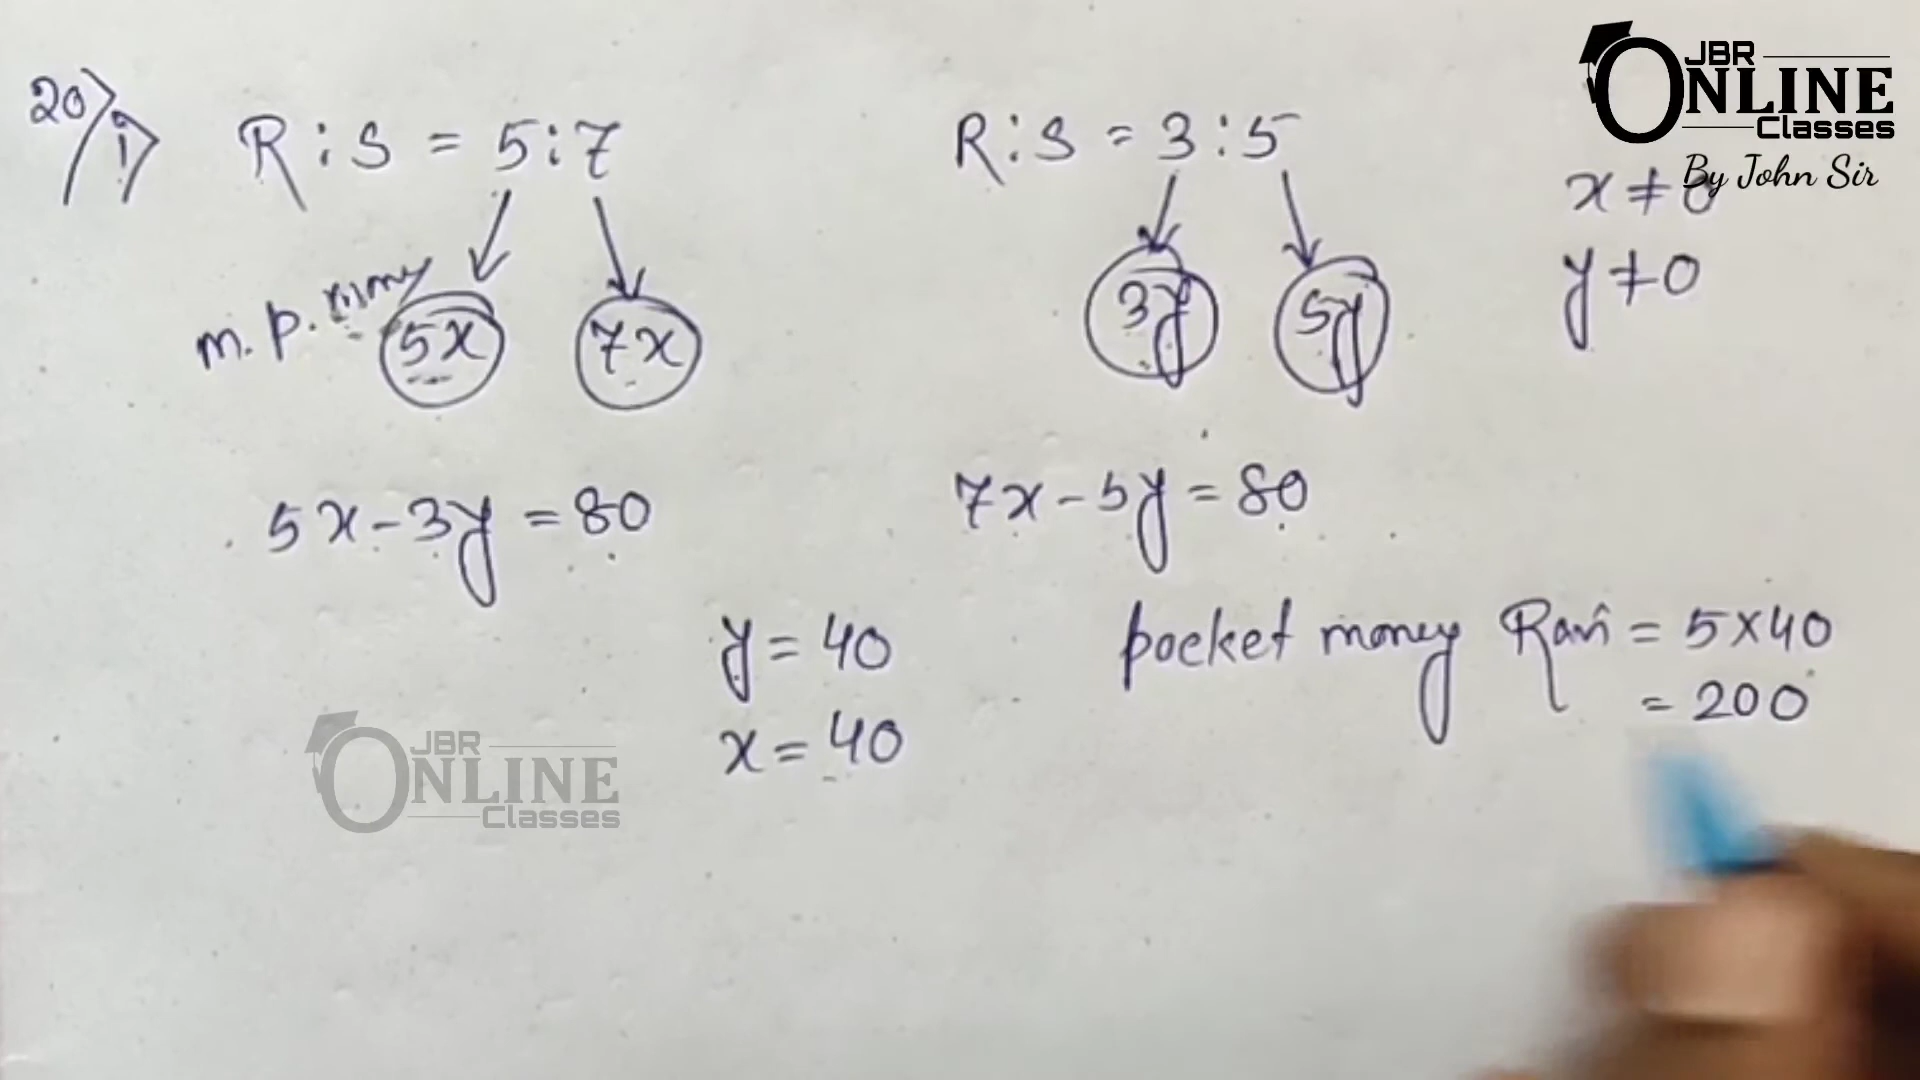 20) i) R : S = 5 : 7
R : S = 3 : 5
m. p. money 5x 7x
3y 5y
x ≠ 0
y ≠ 0
5x - 3y = 80
7x - 5y = 80
y = 40
x = 40
pocket money Ravi = 5 x 40
= 200
JBR
ONLINE
Classes
By John Sir
JBR
ONLINE
Classes